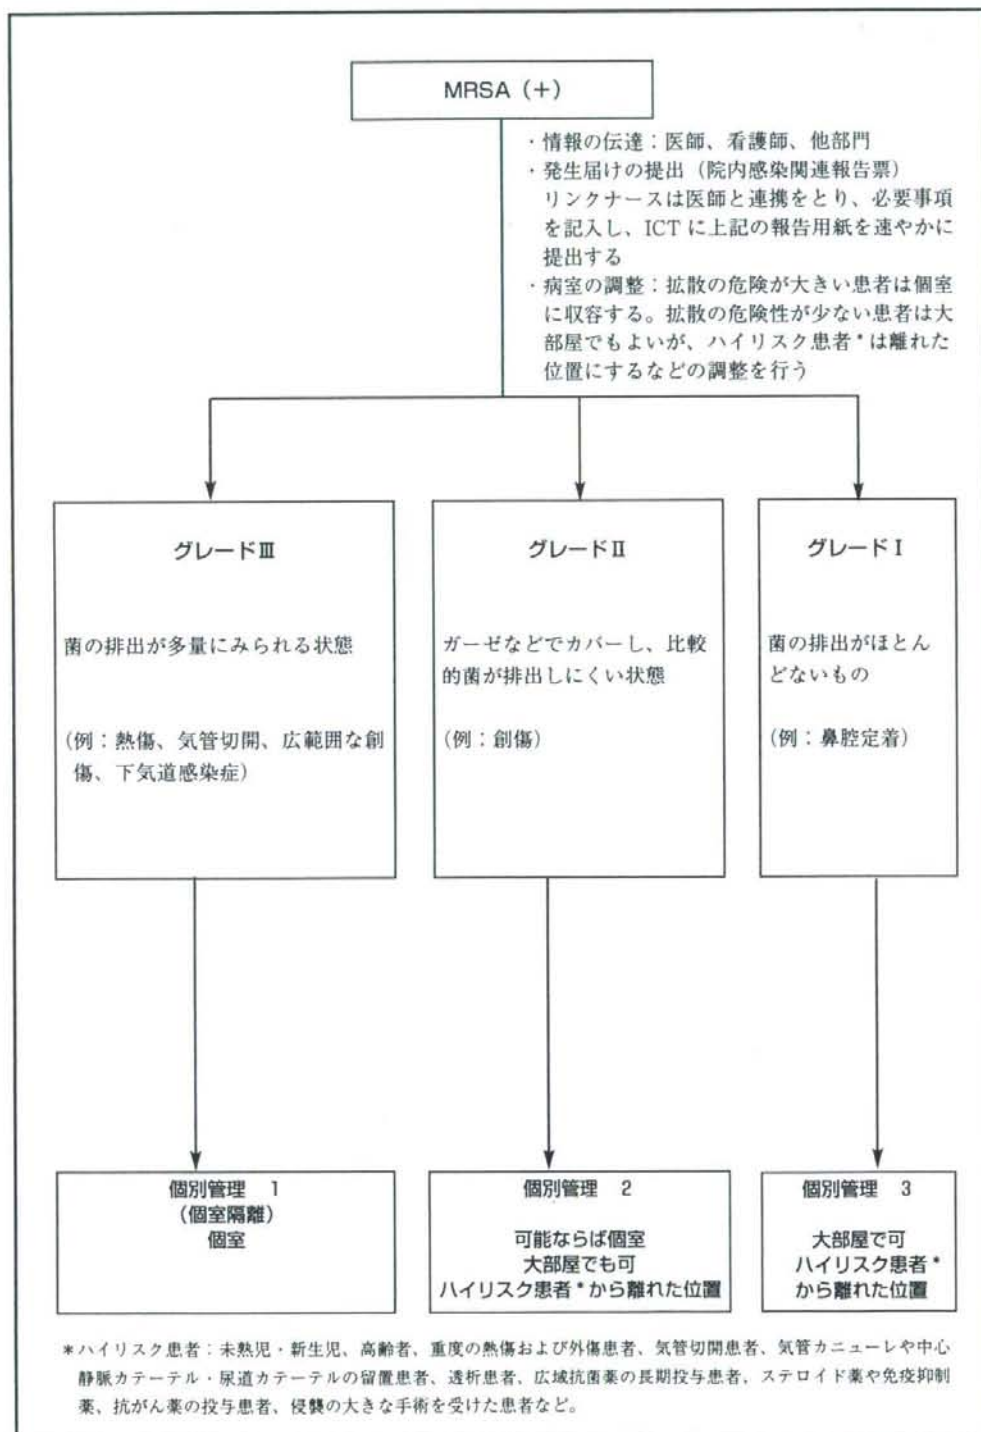 MRSA（+）
・情報の伝達：医師、看護師、他部門
・発生届けの提出（院内感染関連報告票）
リンクナースは医師と連携をとり、必要事項
を記入し、ICT に上記の報告用紙を速やかに
提出する
・病室の調整：拡散の危険が大きい患者は個室
に収容する。拡散の危険性が少ない患者は大
部屋でもよいが、ハイリスク患者*は離れた
位置にするなどの調整を行う
グレードⅢ
菌の排出が多量にみられる状態
（例：熱傷、気管切開、広範囲な創
傷、下気道感染症）
グレードⅡ
ガーゼなどでカバーし、比較
的菌が排出しにくい状態
（例：創傷）
グレードⅠ
菌の排出がほとん
どないもの
（例：鼻腔定着）
個別管理 1
（個室隔離）
個室
個別管理 2
可能ならば個室
大部屋でも可
ハイリスク患者*から離れた位置
個別管理 3
大部屋で可
ハイリスク患者*
から離れた位置
*ハイリスク患者：未熟児・新生児、高齢者、重度の熱傷および外傷患者、気管切開患者、気管カニューレや中心
静脈カテーテル・尿道カテーテルの留置患者、透析患者、広域抗菌薬の長期投与患者、ステロイド薬や免疫抑制
薬、抗がん薬の投与患者、侵襲の大きな手術を受けた患者など。